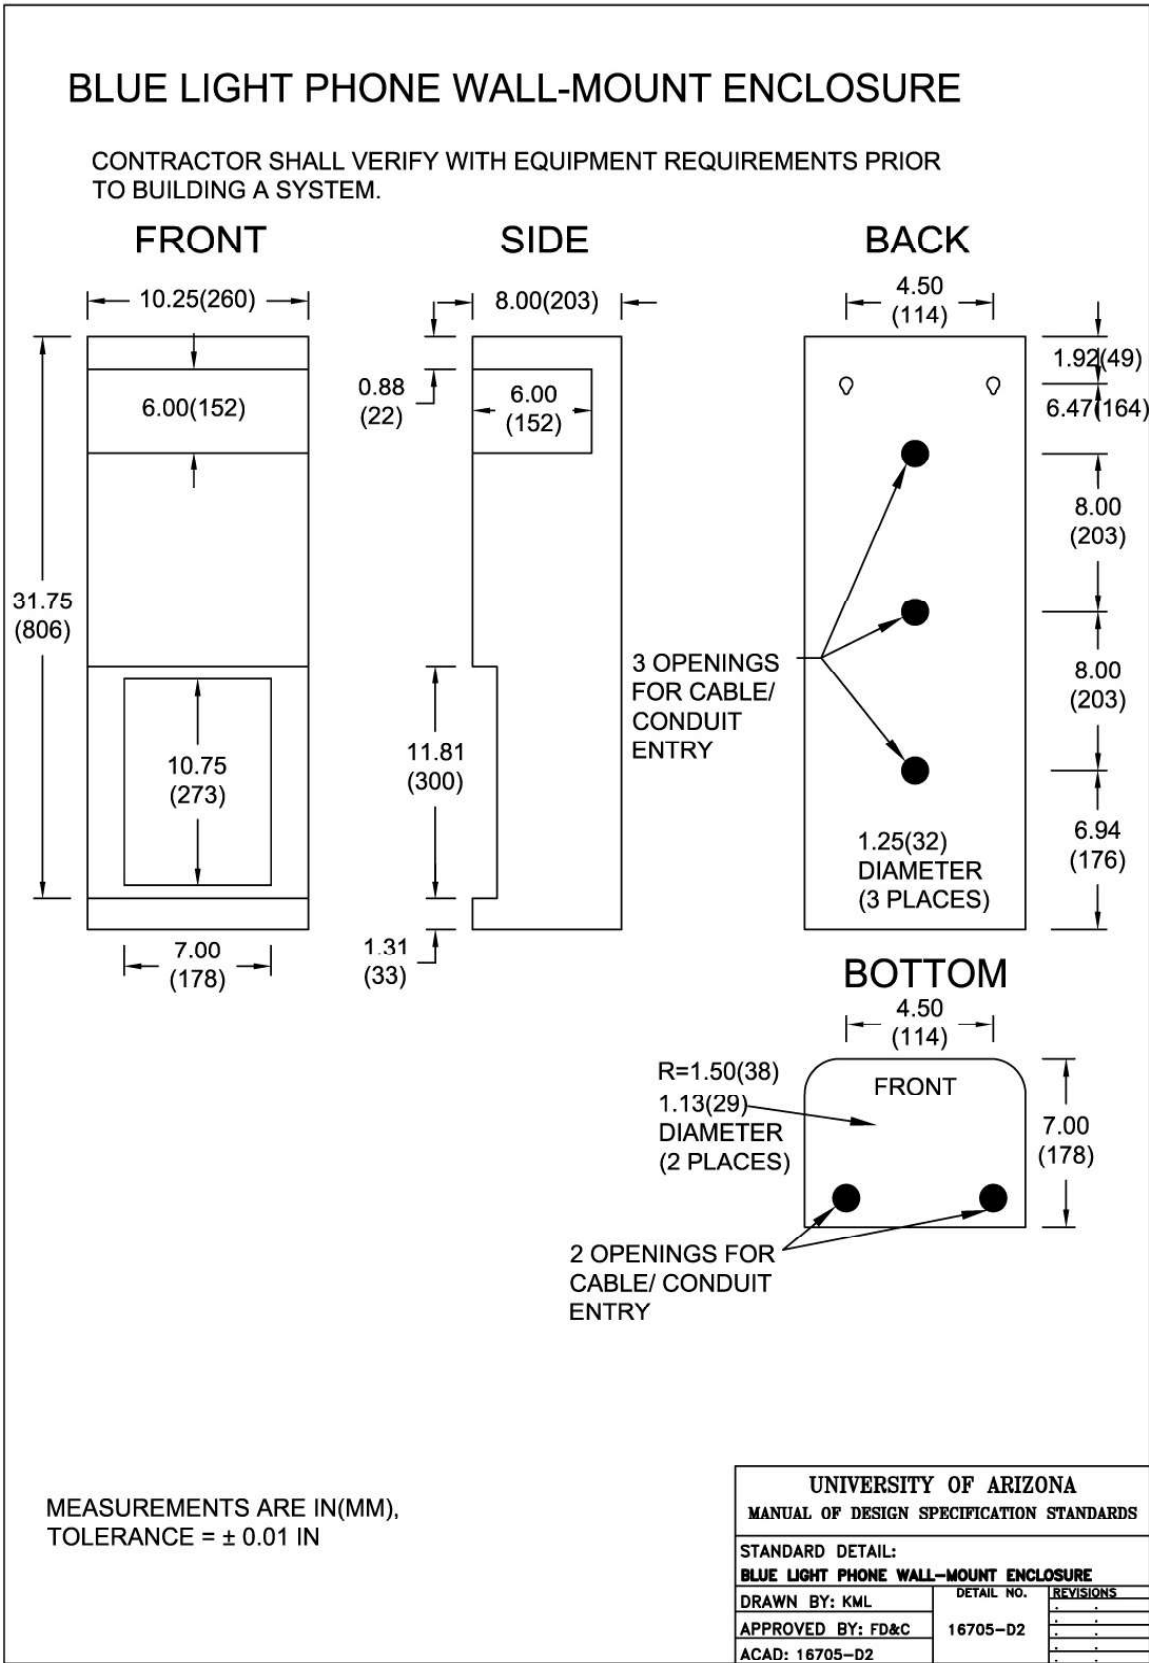 BLUE LIGHT PHONE WALL-MOUNT ENCLOSURE
CONTRACTOR SHALL VERIFY WITH EQUIPMENT REQUIREMENTS PRIOR
TO BUILDING A SYSTEM.
FRONT
SIDE
BACK
10.25(260)
8.00(203)
4.50
(114)
1.92(49)
6.47(164)
0.88
(22)
6.00(152)
6.00
(152)
8.00
(203)
31.75
(806)
3 OPENINGS
FOR CABLE/
CONDUIT
ENTRY
8.00
(203)
10.75
(273)
11.81
(300)
1.25(32)
DIAMETER
(3 PLACES)
6.94
(176)
7.00
(178)
1.31
(33)
BOTTOM
4.50
(114)
R=1.50(38)
1.13(29)
DIAMETER
(2 PLACES)
FRONT
7.00
(178)
2 OPENINGS FOR
CABLE/ CONDUIT
ENTRY
MEASUREMENTS ARE IN(MM),
TOLERANCE = ± 0.01 IN
UNIVERSITY OF ARIZONA
MANUAL OF DESIGN SPECIFICATION STANDARDS
STANDARD DETAIL:
BLUE LIGHT PHONE WALL-MOUNT ENCLOSURE
DRAWN BY: KML
DETAIL NO.
REVISIONS
APPROVED BY: FD&C
16705-D2
ACAD: 16705-D2